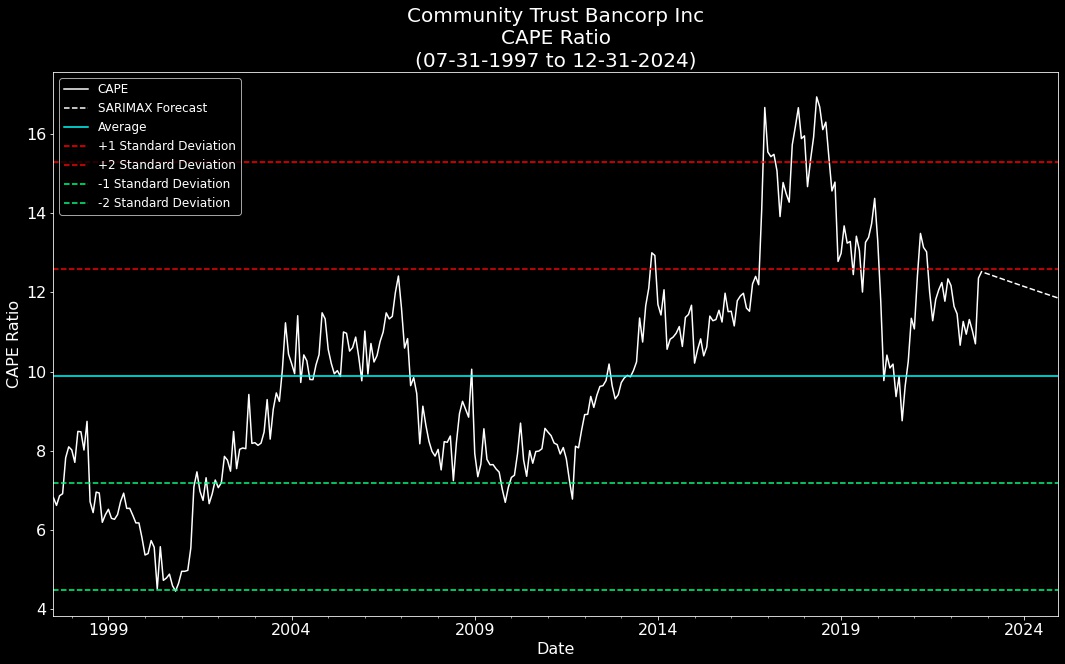 Community Trust Bancorp Inc
CAPE Ratio
(07-31-1997 to 12-31-2024)
CAPE
SARIMAX Forecast
Average
+1 Standard Deviation
+2 Standard Deviation
-1 Standard Deviation
-2 Standard Deviation
CAPE Ratio
16
14
12
10
8
6
4
1999
2004
2009
2014
2019
2024
Date